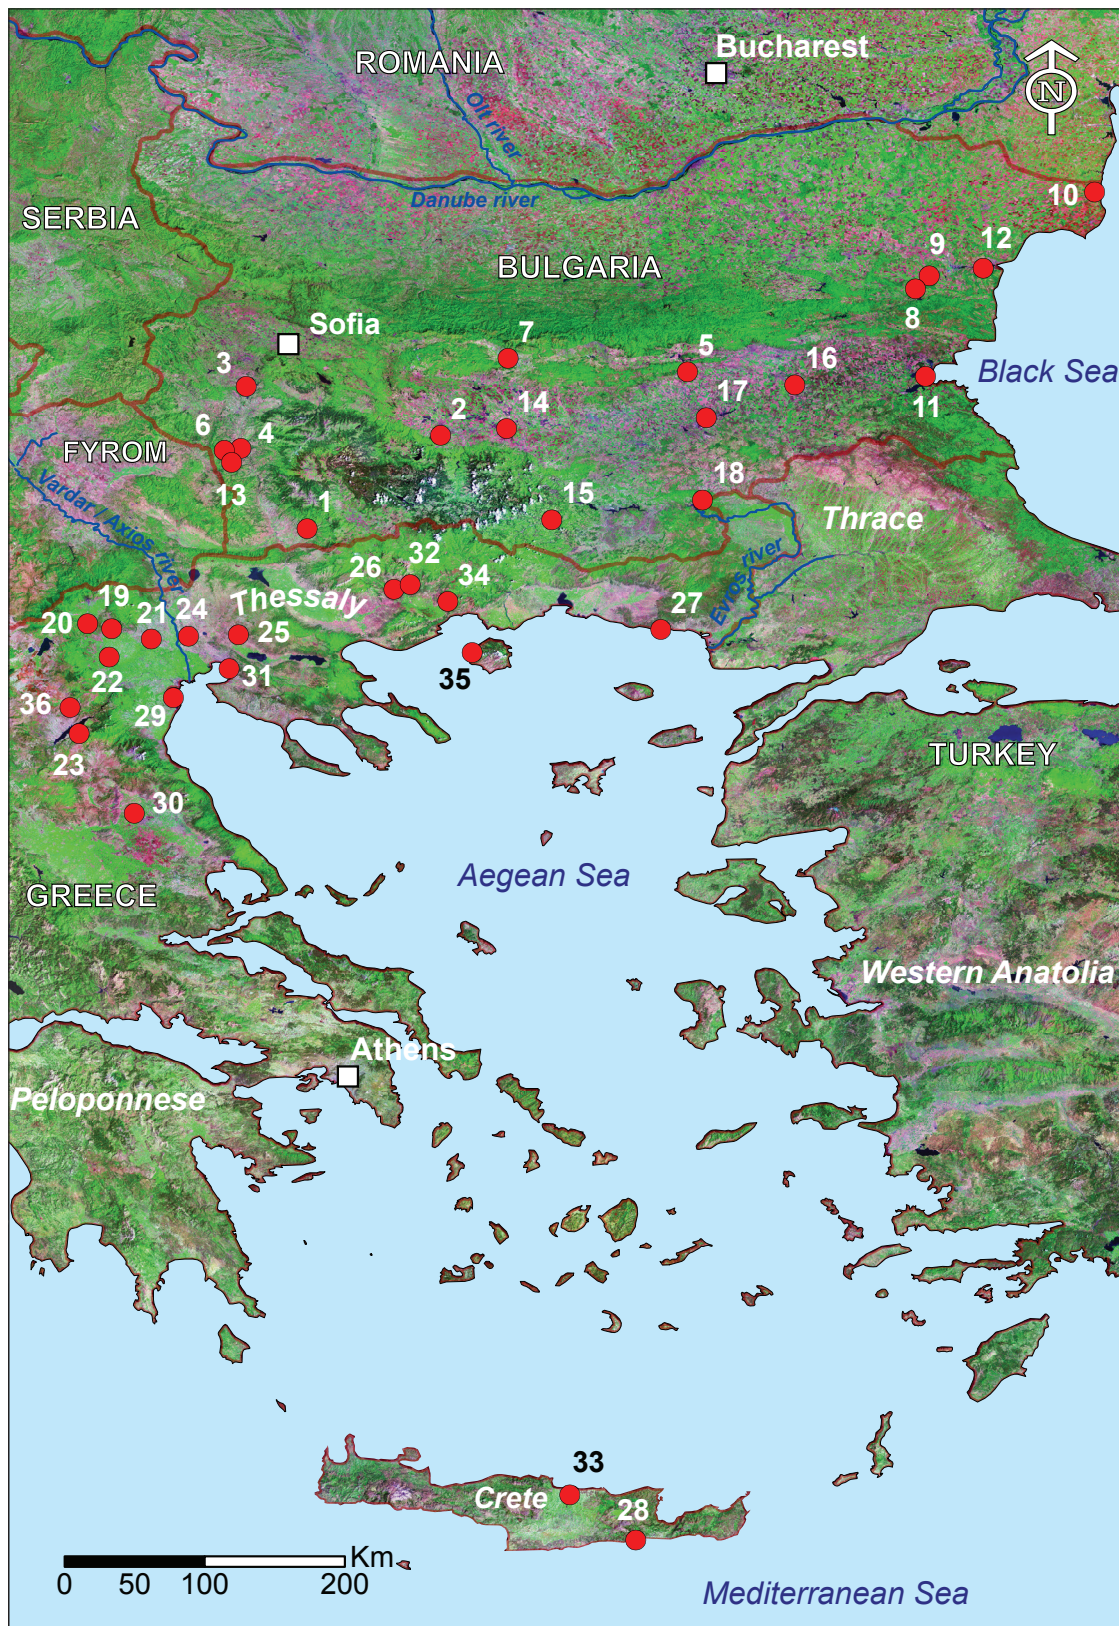 Bucharest
ROMANIA
N
Olt river
10
Danube river
SERBIA
12
9
BULGARIA
8
Sofia
7
5
16
Black Sea
3
17
11
14
2
6
4
FYROM
18
13
1
15
Thrace
Vardar / Axios river
32
26
34
Evros river
27
Thessaly
19
20
21
24
25
35
22
31
36
29
23
TURKEY
30
Aegean Sea
GREECE
Western Anatolia
Athens
Peloponnese
33
Crete
28
Km
0
50
100
200
Mediterranean Sea